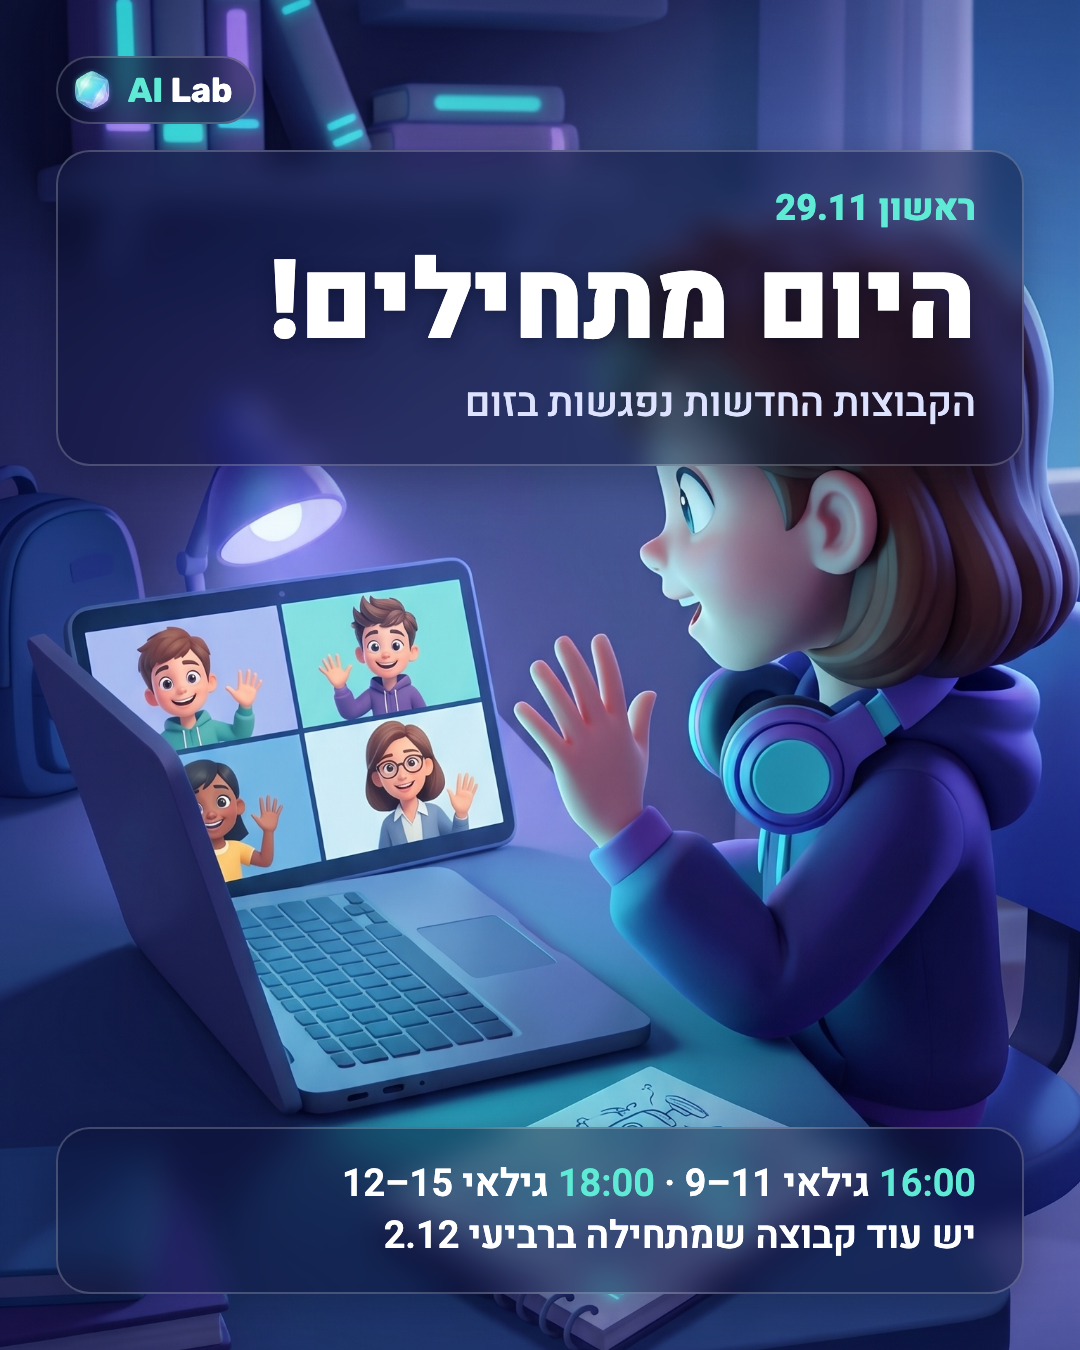 AI Lab
ראשון 29.11
היום מתחילים!
הקבוצות החדשות נפגשות בזום
16:00 גילאי 9–11 · 18:00 גילאי 12–15
יש עוד קבוצה שמתחילה ברביעי 2.12